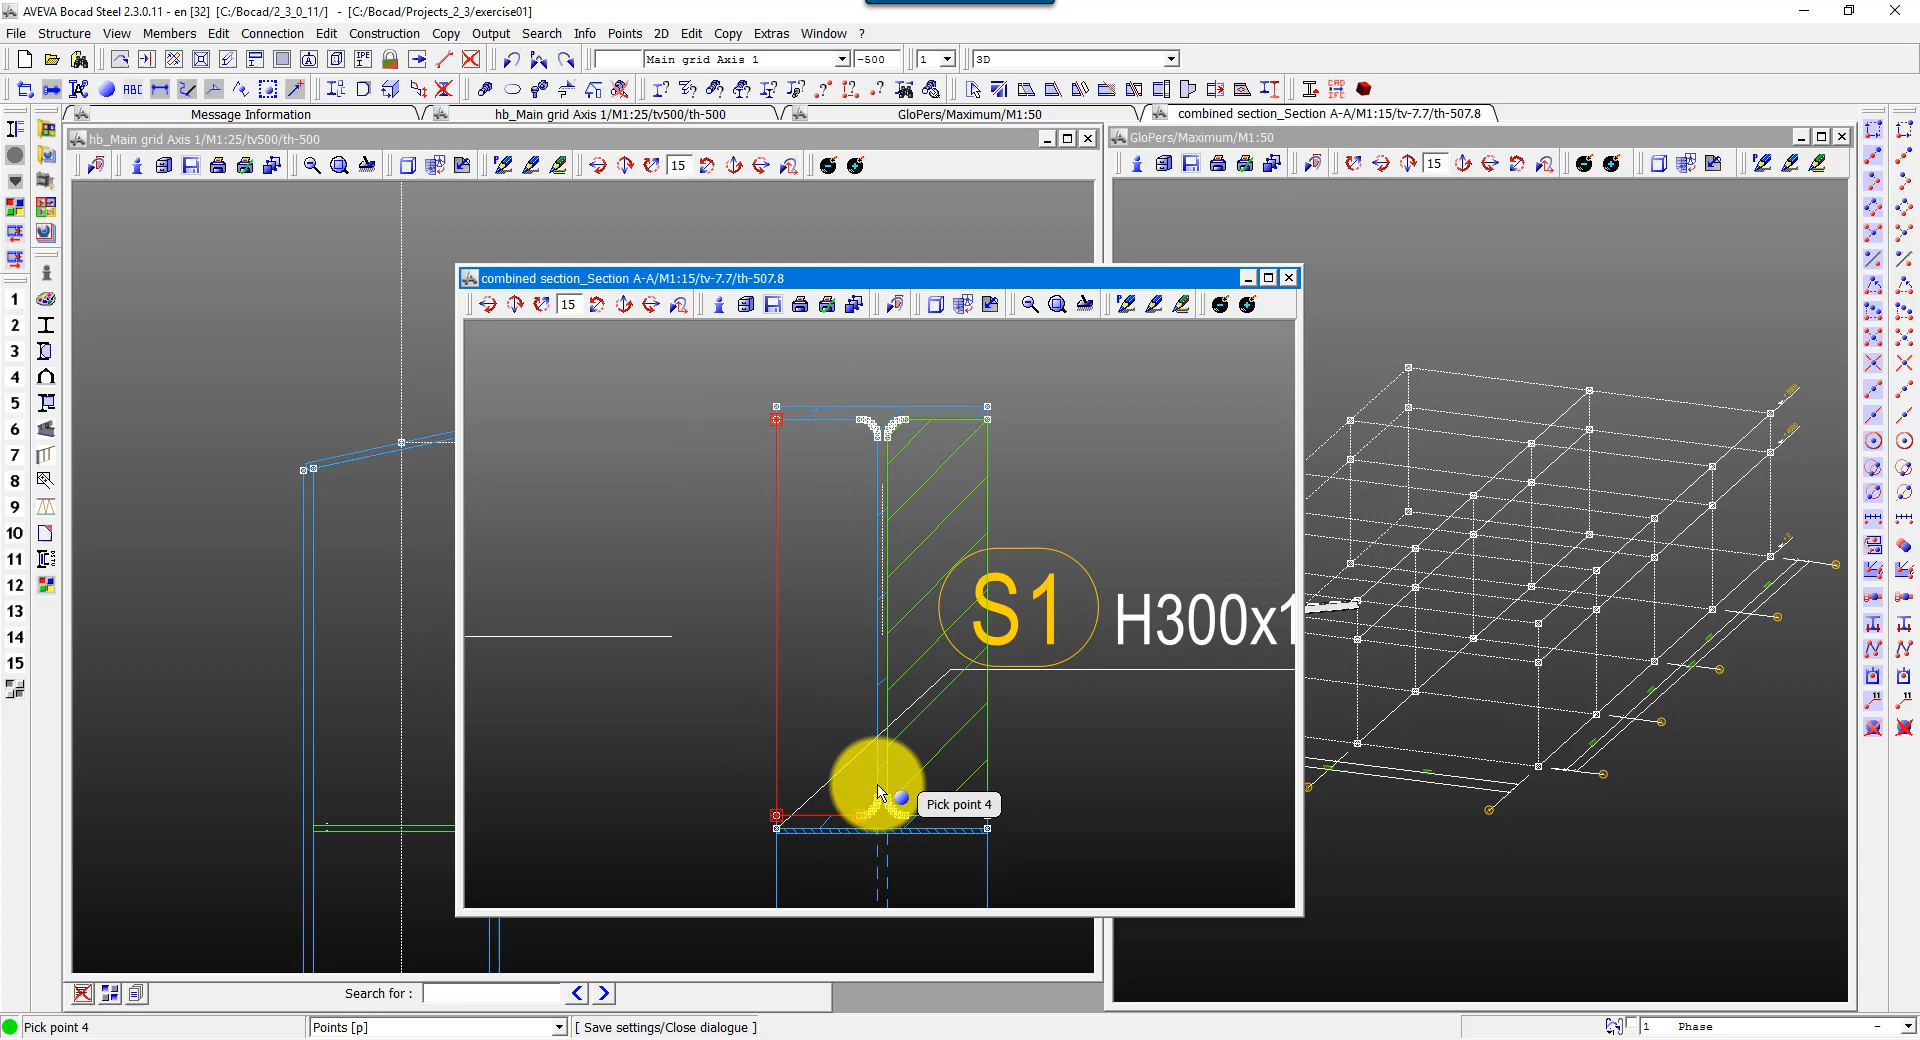 AVEVA Bocad Steel 2.3.0.11 - en [32] [C:/Bocad/2_3_0_11/] - [C:/Bocad/Projects_2_3/exercise01]
File Structure View Members Edit Connection Edit Construction Copy Output Search Info Points 2D Edit Copy Extras Window ?
Main grid Axis 1 -500 1 3D
ABC
Message Information hb_Main grid Axis 1/M1:25/tv500/th-500 GloPers/Maximum/M1:50 combined section_Section A-A/M1:15/tv-7.7/th-507.8
hb_Main grid Axis 1/M1:25/tv500/th-500
GloPers/Maximum/M1:50
15
15
combined section_Section A-A/M1:15/tv-7.7/th-507.8
15
S1
H300x1
Pick point 4
1
2
3
4
5
6
7
8
9
10
11
12
13
14
15
Search for :
Pick point 4
Points [p]
[ Save settings/Close dialogue ]
1 Phase -